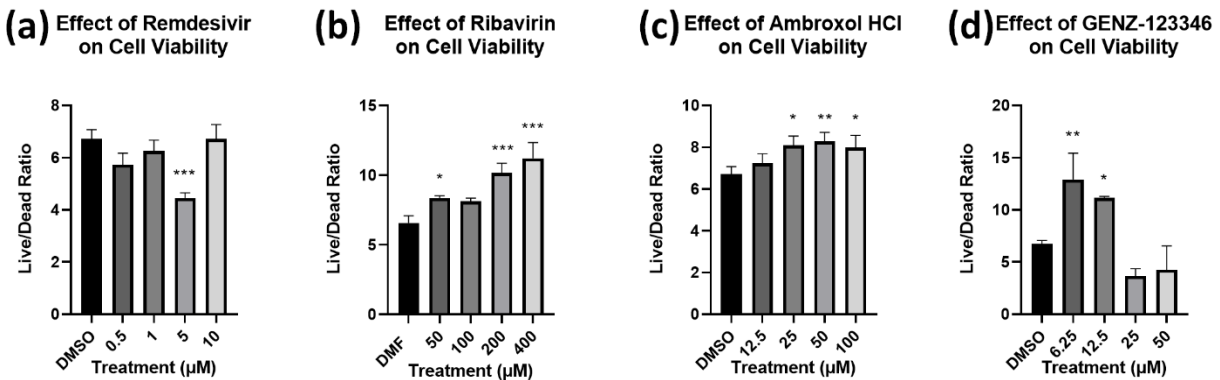 (a) Effect of Remdesivir
on Cell Viability
Live/Dead Ratio
8
6
4
2
0
***
DMSO
0.5
1
5
10
Treatment (µM)
(b) Effect of Ribavirin
on Cell Viability
Live/Dead Ratio
15
10
5
0
*
***
***
DMF
50
100
200
400
Treatment (µM)
(c) Effect of Ambroxol HCl
on Cell Viability
Live/Dead Ratio
10
8
6
4
2
0
*
**
*
DMSO
12.5
25
50
100
Treatment (µM)
(d) Effect of GENZ-123346
on Cell Viability
Live/Dead Ratio
20
15
10
5
0
**
*
DMSO
6.25
12.5
25
50
Treatment (µM)